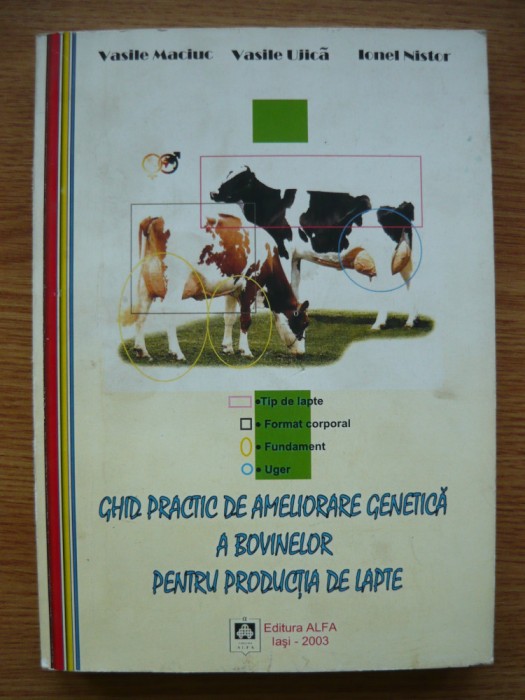 Vasile Maciuc Vasile Ujică Ionel Nistor
•Tip de lapte
• Format corporal
• Fundament
• Uger
GHID PRACTIC DE AMELIORARE GENETICĂ
A BOVINELOR
PENTRU PRODUCȚIA DE LAPTE
ALFA
Editura ALFA
Iași - 2003